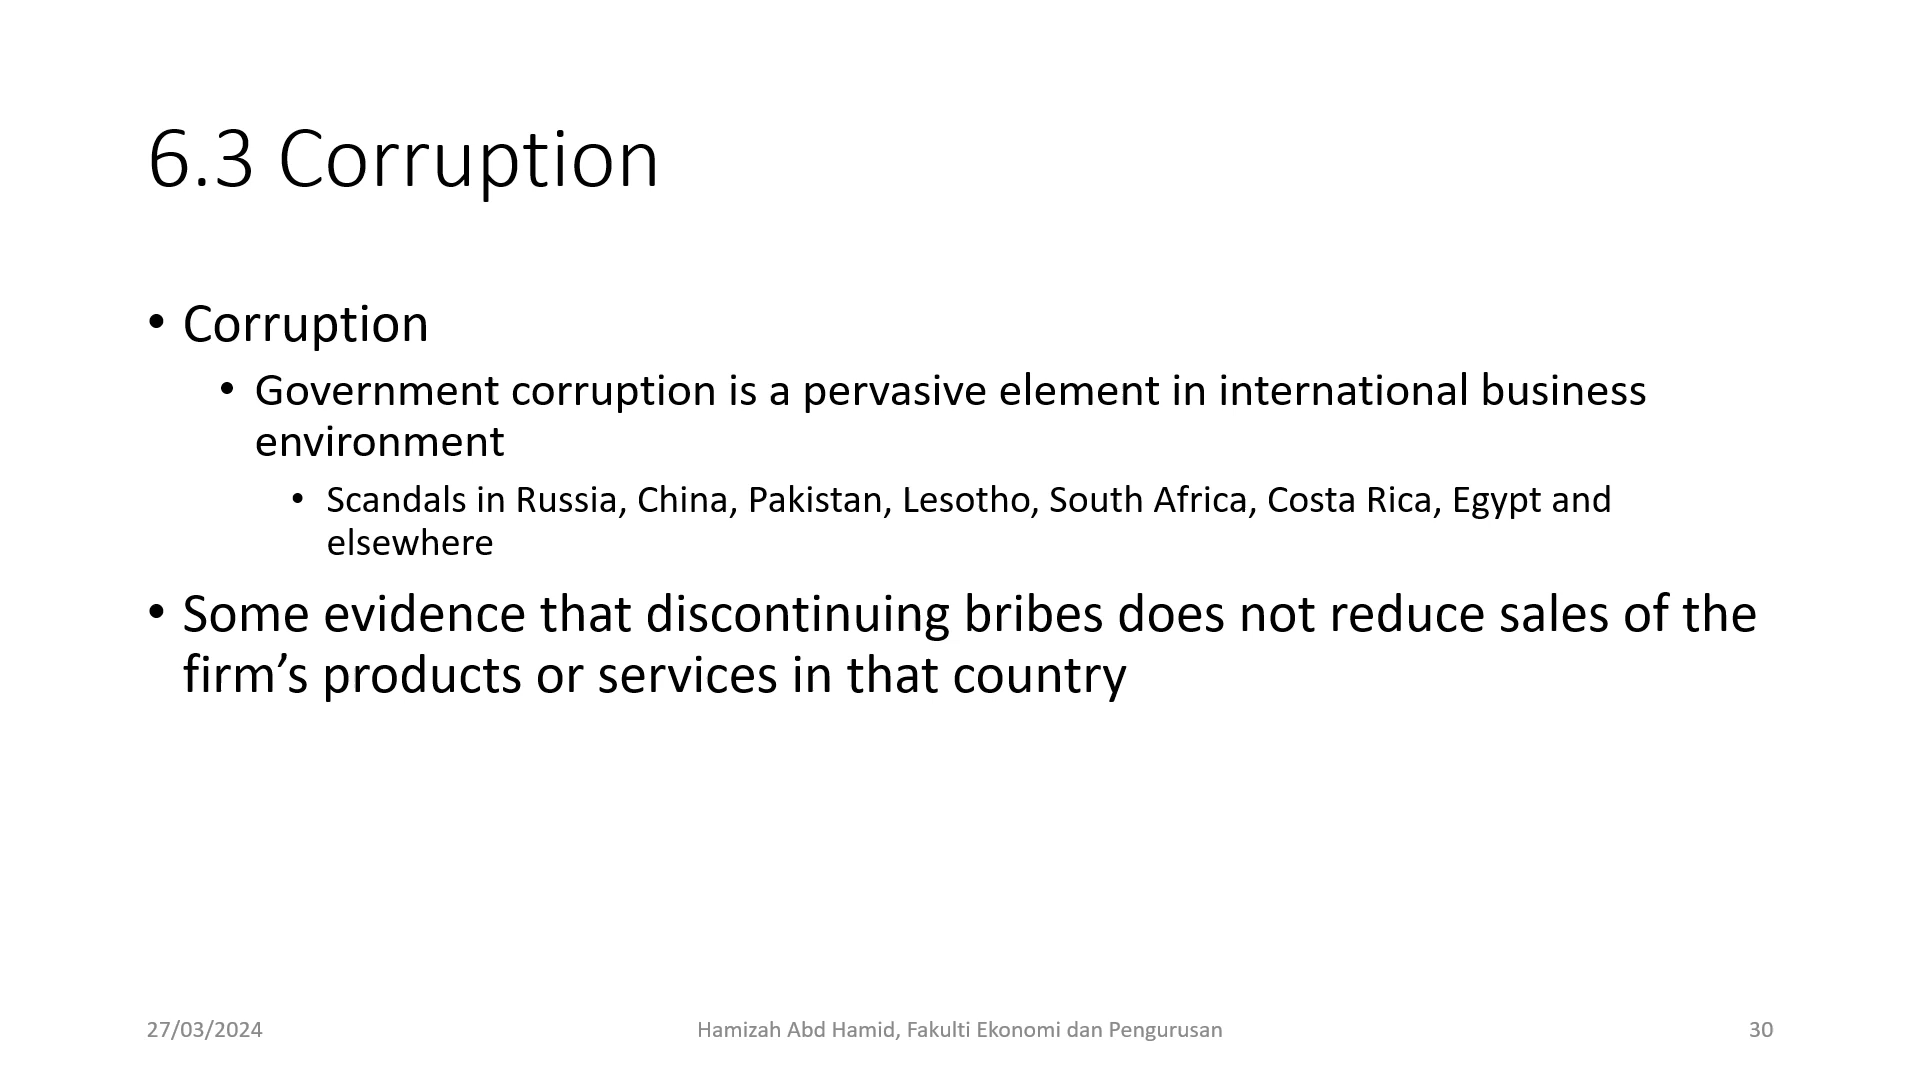 6.3 Corruption
• Corruption
• Government corruption is a pervasive element in international business
environment
• Scandals in Russia, China, Pakistan, Lesotho, South Africa, Costa Rica, Egypt and
elsewhere
• Some evidence that discontinuing bribes does not reduce sales of the
firm’s products or services in that country
27/03/2024
Hamizah Abd Hamid, Fakulti Ekonomi dan Pengurusan
30